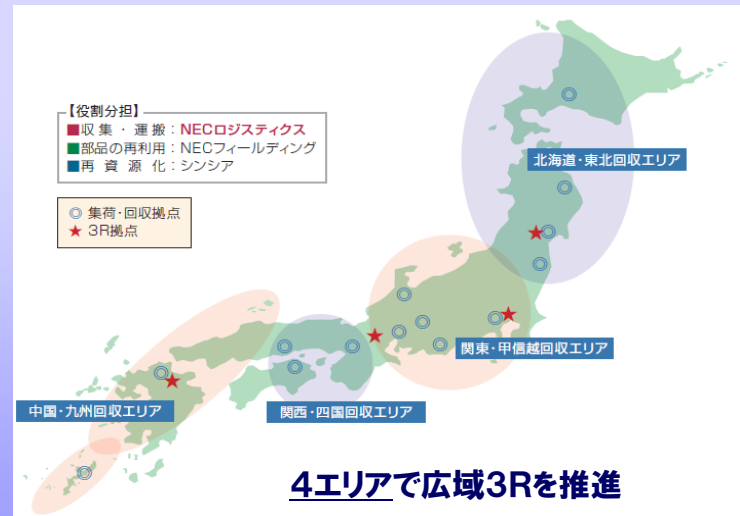 【役割分担】
■収集・運搬：NECロジスティクス
■部品の再利用：NECフィールディング
■再資源化：シンシア
◎ 集荷・回収拠点
★ 3R拠点
北海道・東北回収エリア
関東・甲信越回収エリア
関西・四国回収エリア
中国・九州回収エリア
4エリアで広域3Rを推進